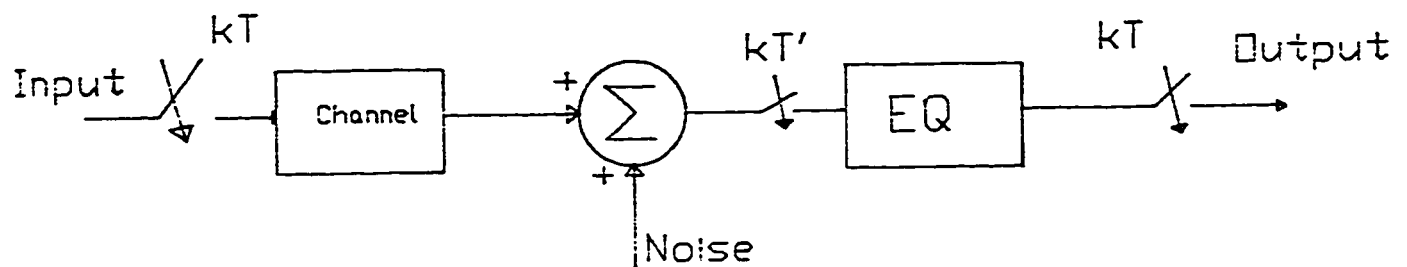 Input
kT
Channel
+
Σ
+
Noise
kT'
EQ
kT
Output